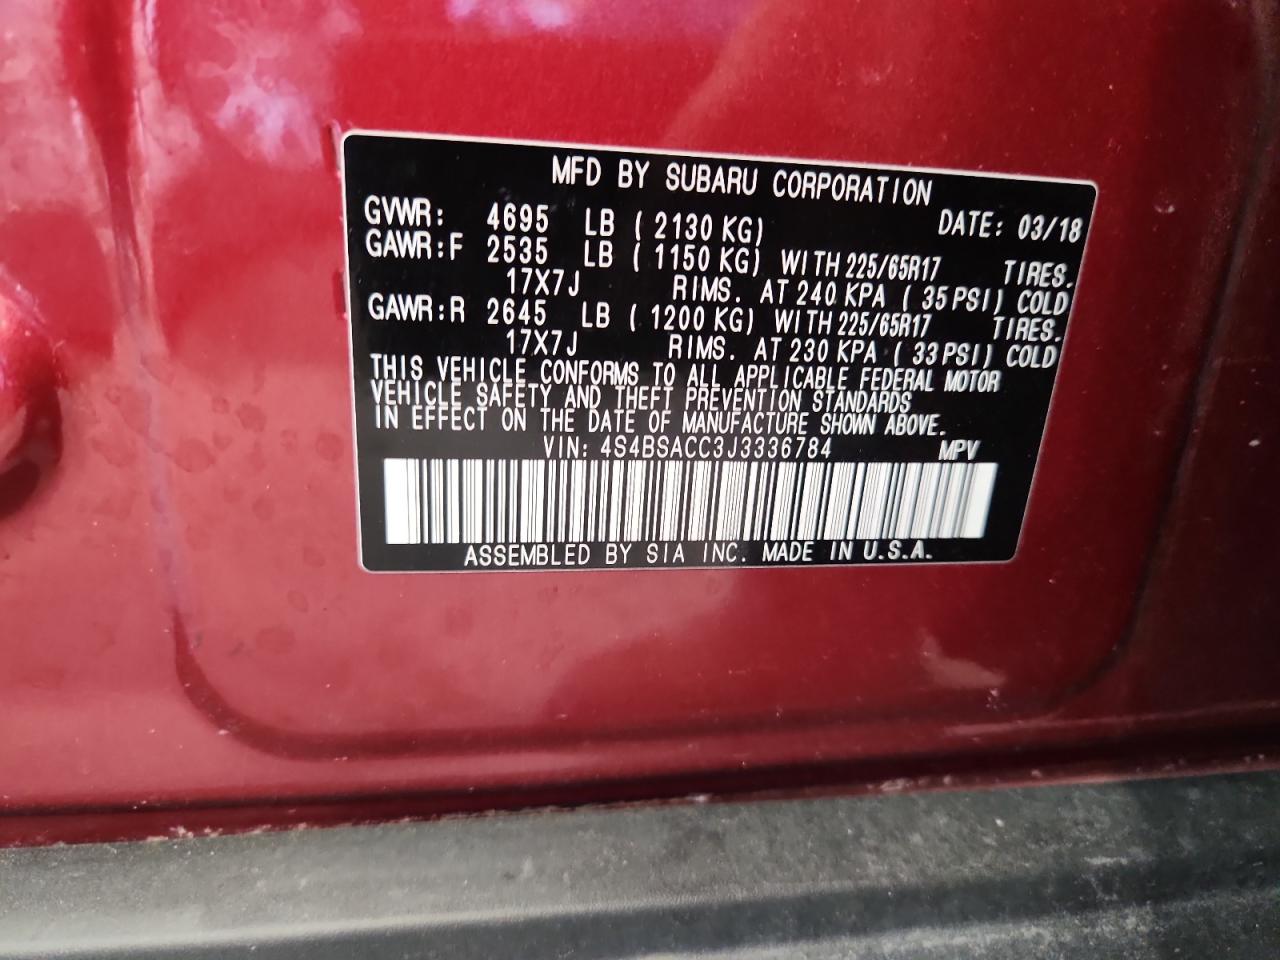 MFD BY SUBARU CORPORATION
GVWR: 4695 LB ( 2130 KG) DATE: 03/18
GAWR:F 2535 LB ( 1150 KG) WITH 225/65R17 TIRES.
17X7J RIMS. AT 240 KPA ( 35 PSI) COLD
GAWR:R 2645 LB ( 1200 KG) WITH 225/65R17 TIRES.
17X7J RIMS. AT 230 KPA ( 33 PSI) COLD
THIS VEHICLE CONFORMS TO ALL APPLICABLE FEDERAL MOTOR
VEHICLE SAFETY AND THEFT PREVENTION STANDARDS
IN EFFECT ON THE DATE OF MANUFACTURE SHOWN ABOVE.
VIN: 4S4BSACC3J3336784 MPV
ASSEMBLED BY SIA INC. MADE IN U.S.A.